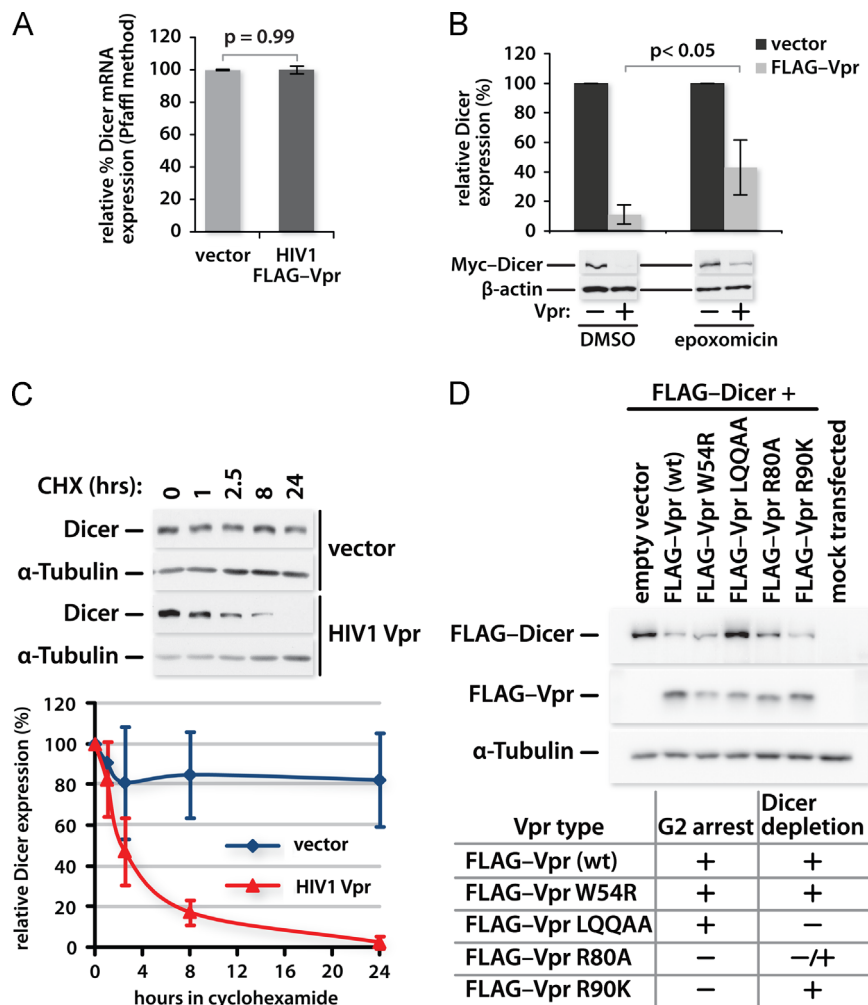 A
p = 0.99
relative % Dicer mRNA
expression (Pfaffl method)
120
100
80
60
40
20
0
vector
HIV1
FLAG–Vpr
B
p< 0.05
vector
FLAG–Vpr
relative Dicer
expression (%)
120
100
80
60
40
20
0
Myc–Dicer
β-actin
Vpr: − + − +
DMSO epoxomicin
C
CHX (hrs): 0 1 2.5 8 24
Dicer
α-Tubulin
vector
Dicer
α-Tubulin
HIV1 Vpr
relative Dicer expression (%)
120
100
80
60
40
20
0
vector
HIV1 Vpr
0 4 8 12 16 20 24
hours in cyclohexamide
D
FLAG–Dicer +
empty vector
FLAG–Vpr (wt)
FLAG–Vpr W54R
FLAG–Vpr LQQAA
FLAG–Vpr R80A
FLAG–Vpr R90K
mock transfected
FLAG–Dicer
FLAG–Vpr
α-Tubulin
Vpr type G2 arrest Dicer depletion
FLAG–Vpr (wt) + +
FLAG–Vpr W54R + +
FLAG–Vpr LQQAA + −
FLAG–Vpr R80A − −/+
FLAG–Vpr R90K − +